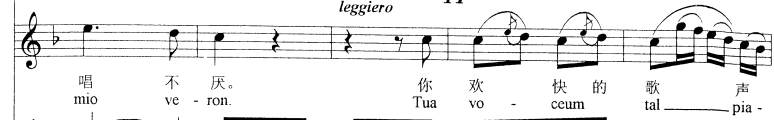 leggiero
唱 不 厌。 你 欢 快 的 歌 声
mio ve - ron. Tua vo - ceum tal pia -